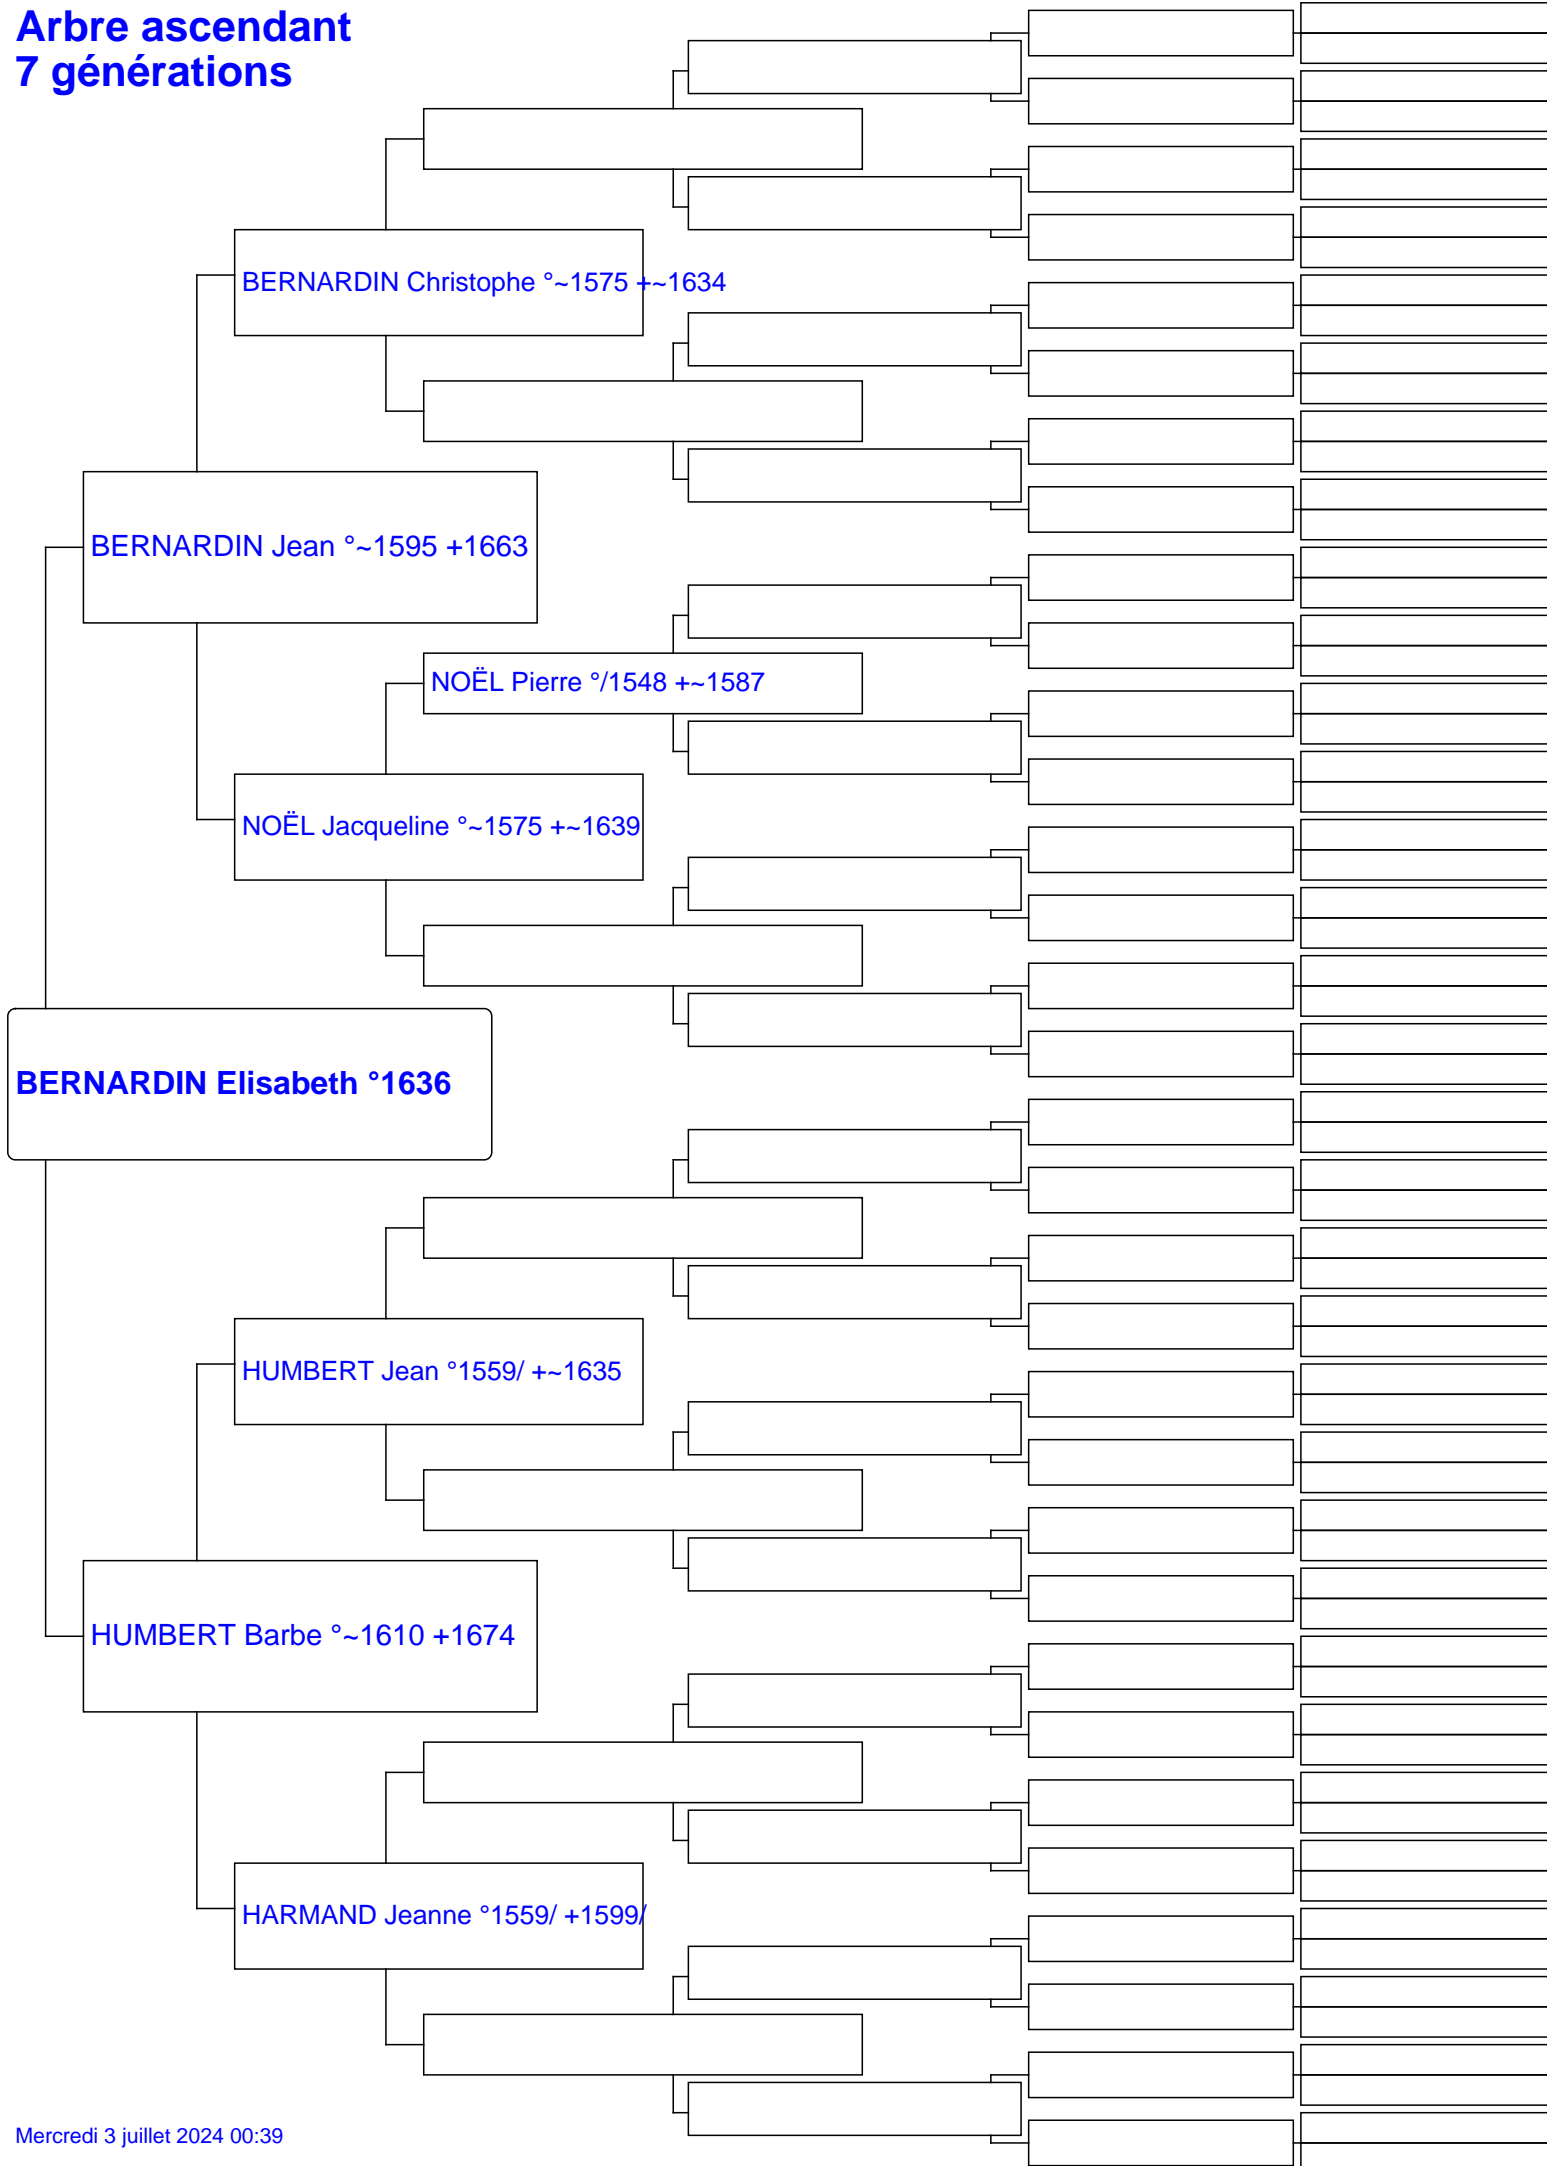 Arbre ascendant
7 générations
BERNARDIN Christophe °~1575 +~1634
BERNARDIN Jean °~1595 +1663
NOËL Pierre °/1548 +~1587
NOËL Jacqueline °~1575 +~1639
BERNARDIN Elisabeth °1636
HUMBERT Jean °1559/ +~1635
HUMBERT Barbe °~1610 +1674
HARMAND Jeanne °1559/ +1599/
Mercredi 3 juillet 2024 00:39